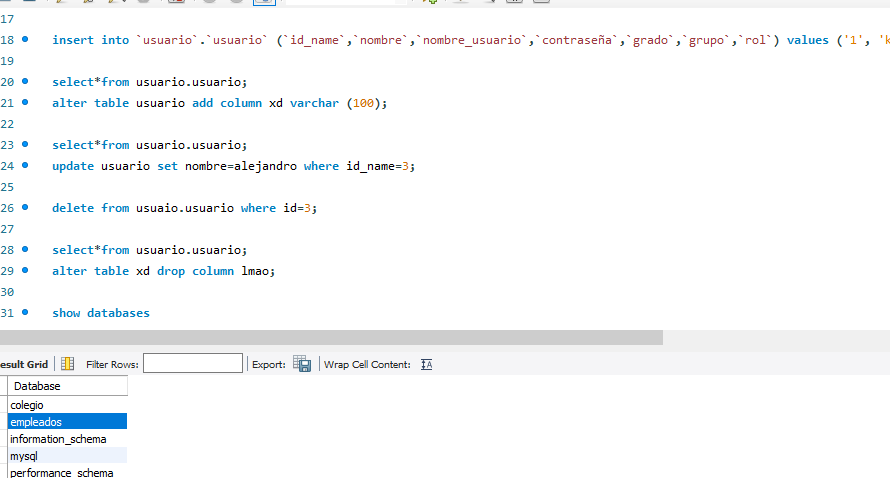 17
18 insert into `usuario`.`usuario` (`id_name`,`nombre`,`nombre_usuario`,`contraseña`,`grado`,`grupo`,`rol`) values ('1', 'k
19
20 select*from usuario.usuario;
21 alter table usuario add column xd varchar (100);
22
23 select*from usuario.usuario;
24 update usuario set nombre=alejandro where id_name=3;
25
26 delete from usuaio.usuario where id=3;
27
28 select*from usuario.usuario;
29 alter table xd drop column lmao;
30
31 show databases
esult Grid Filter Rows: Export: Wrap Cell Content:
Database
colegio
empleados
information_schema
mysql
performance_schema